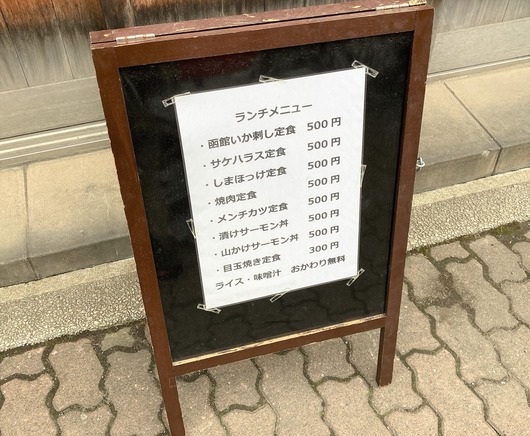 ランチメニュー
・函館いか刺し定食 500円
・サケハラス定食 500円
・しまほっけ定食 500円
・焼肉定食 500円
・メンチカツ定食 500円
・漬けサーモン丼 500円
・山かけサーモン丼 500円
・目玉焼き定食 300円
ライス・味噌汁 おかわり無料